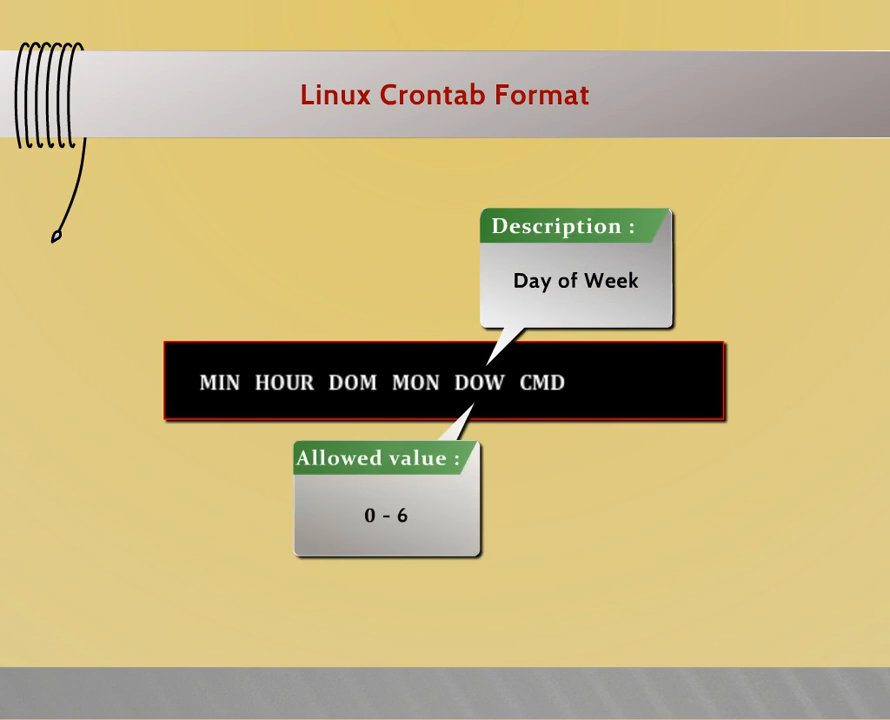 Linux Crontab Format
Description :
Day of Week
MIN HOUR DOM MON DOW CMD
Allowed value :
0 - 6